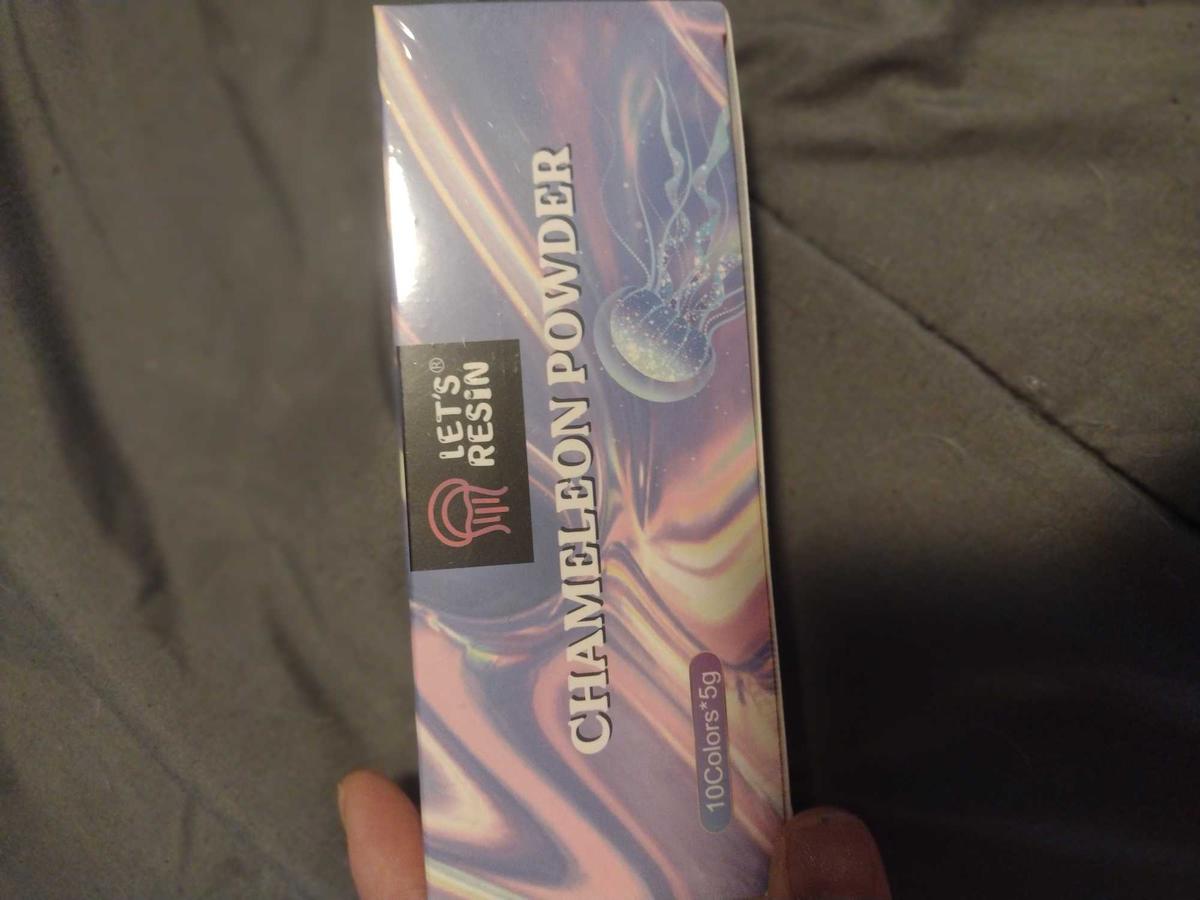 LET'S®
RESiN
CHAMELEON POWDER
10Colors*5g